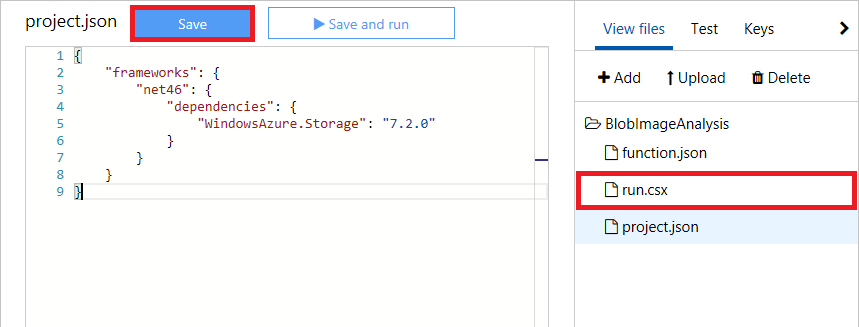 project.json Save Save and run
1 {
2     "frameworks": {
3         "net46": {
4             "dependencies": {
5                 "WindowsAzure.Storage": "7.2.0"
6             }
7         }
8     }
9 }
View files Test Keys
Add Upload Delete
BlobImageAnalysis
function.json
run.csx
project.json